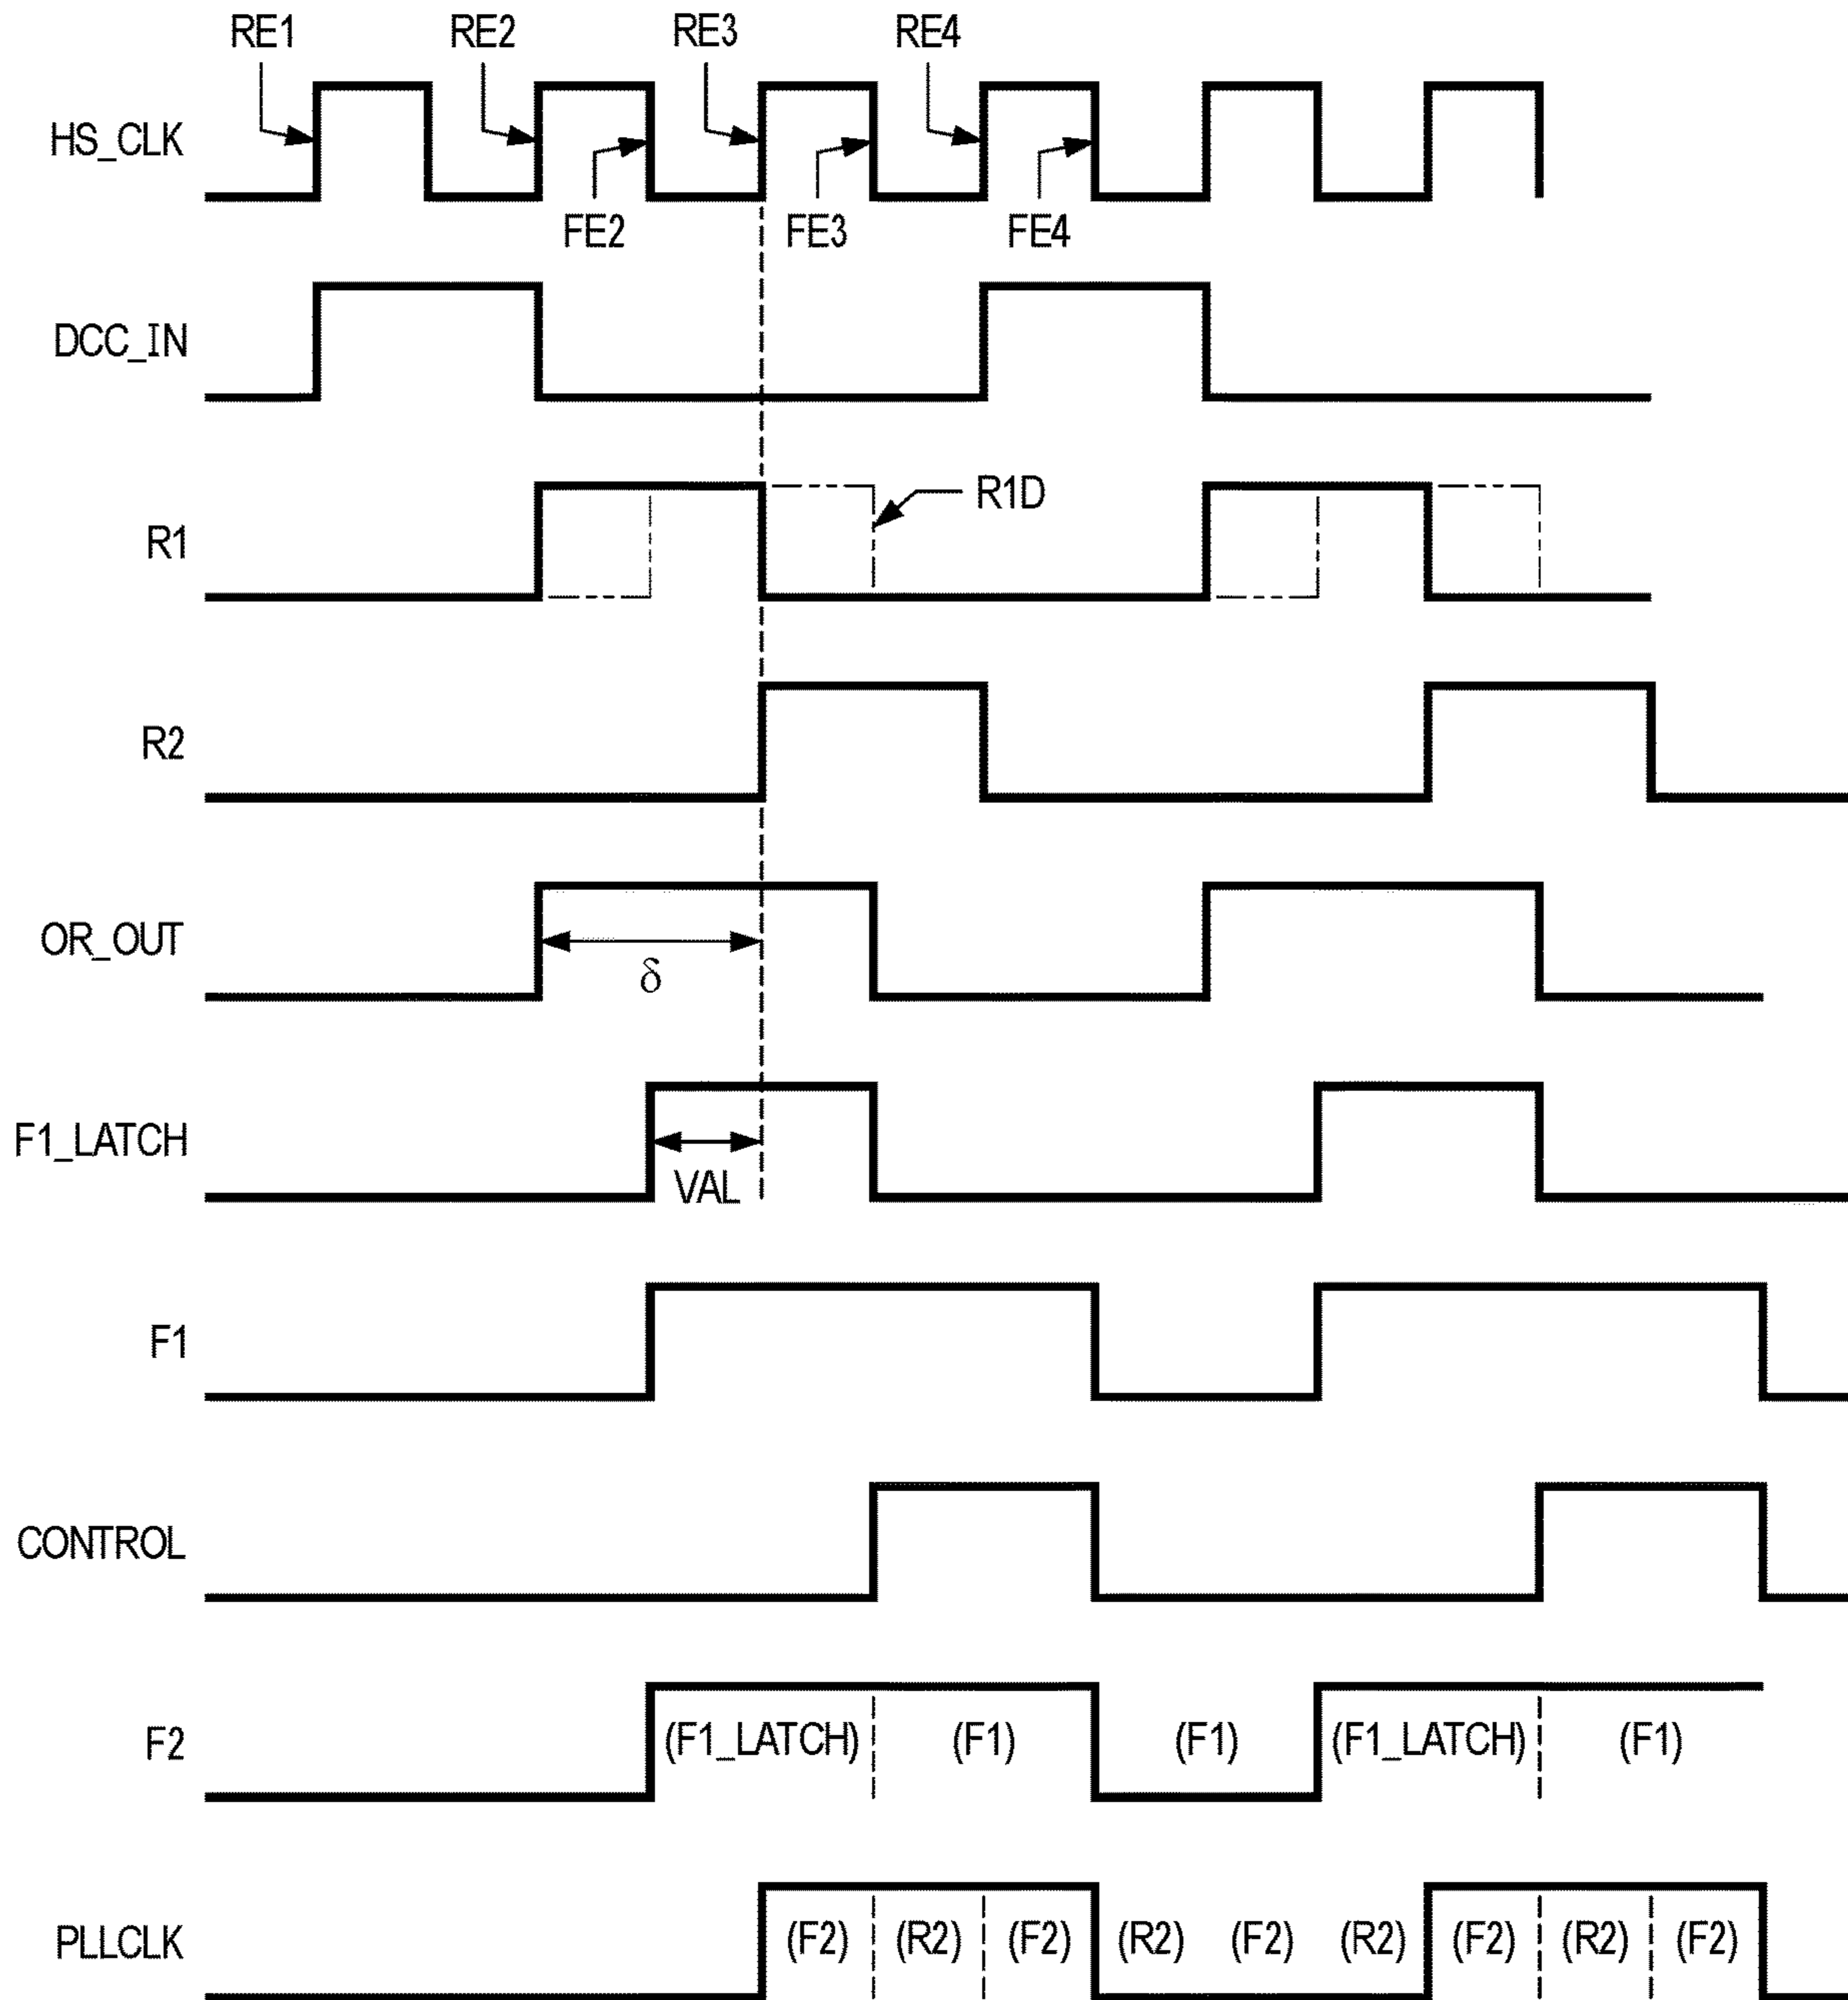 RE1 RE2 RE3 RE4
HS_CLK
FE2 FE3 FE4
DCC_IN
R1D
R1
R2
OR_OUT
δ
F1_LATCH
VAL
F1
CONTROL
F2 (F1_LATCH) (F1) (F1) (F1_LATCH) (F1)
PLLCLK (F2) (R2) (F2) (R2) (F2) (R2) (F2) (R2) (F2)